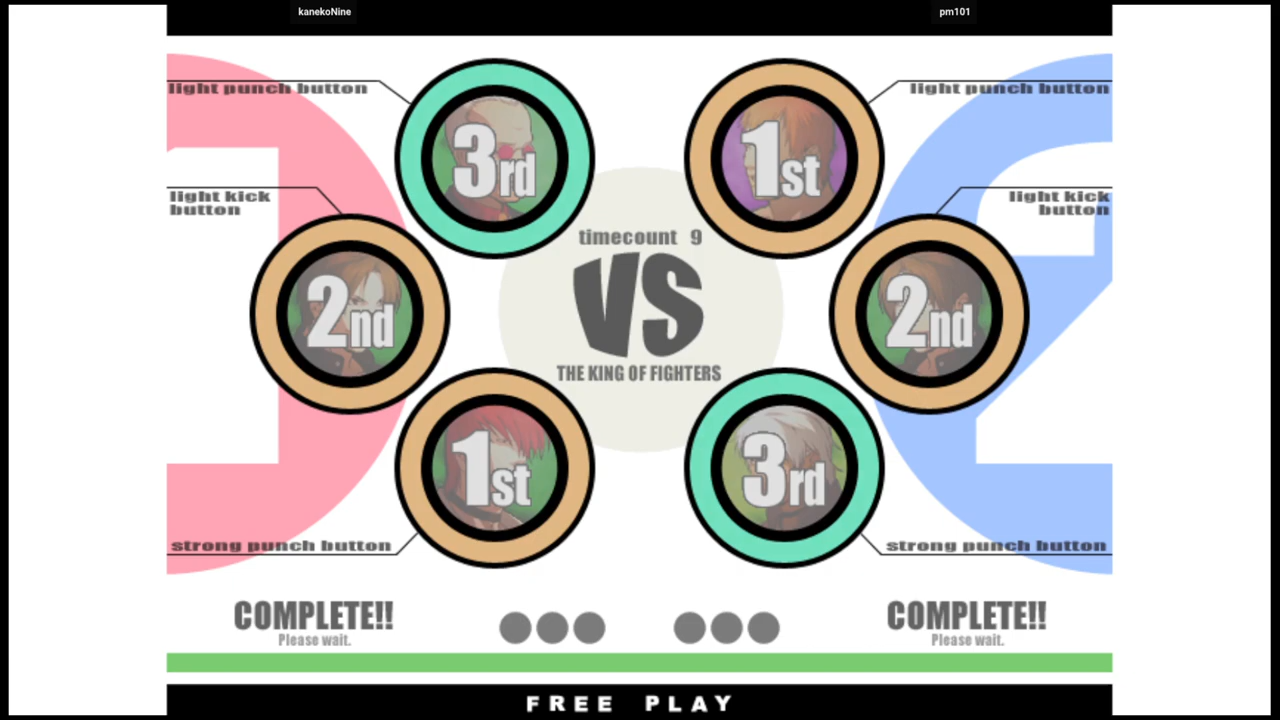 kanekoNine
pm101
light punch button
light punch button
3rd
1st
light kick
button
light kick
button
timecount 9
VS
THE KING OF FIGHTERS
2nd
2nd
1st
3rd
strong punch button
strong punch button
COMPLETE!!
Please wait.
COMPLETE!!
Please wait.
FREE PLAY